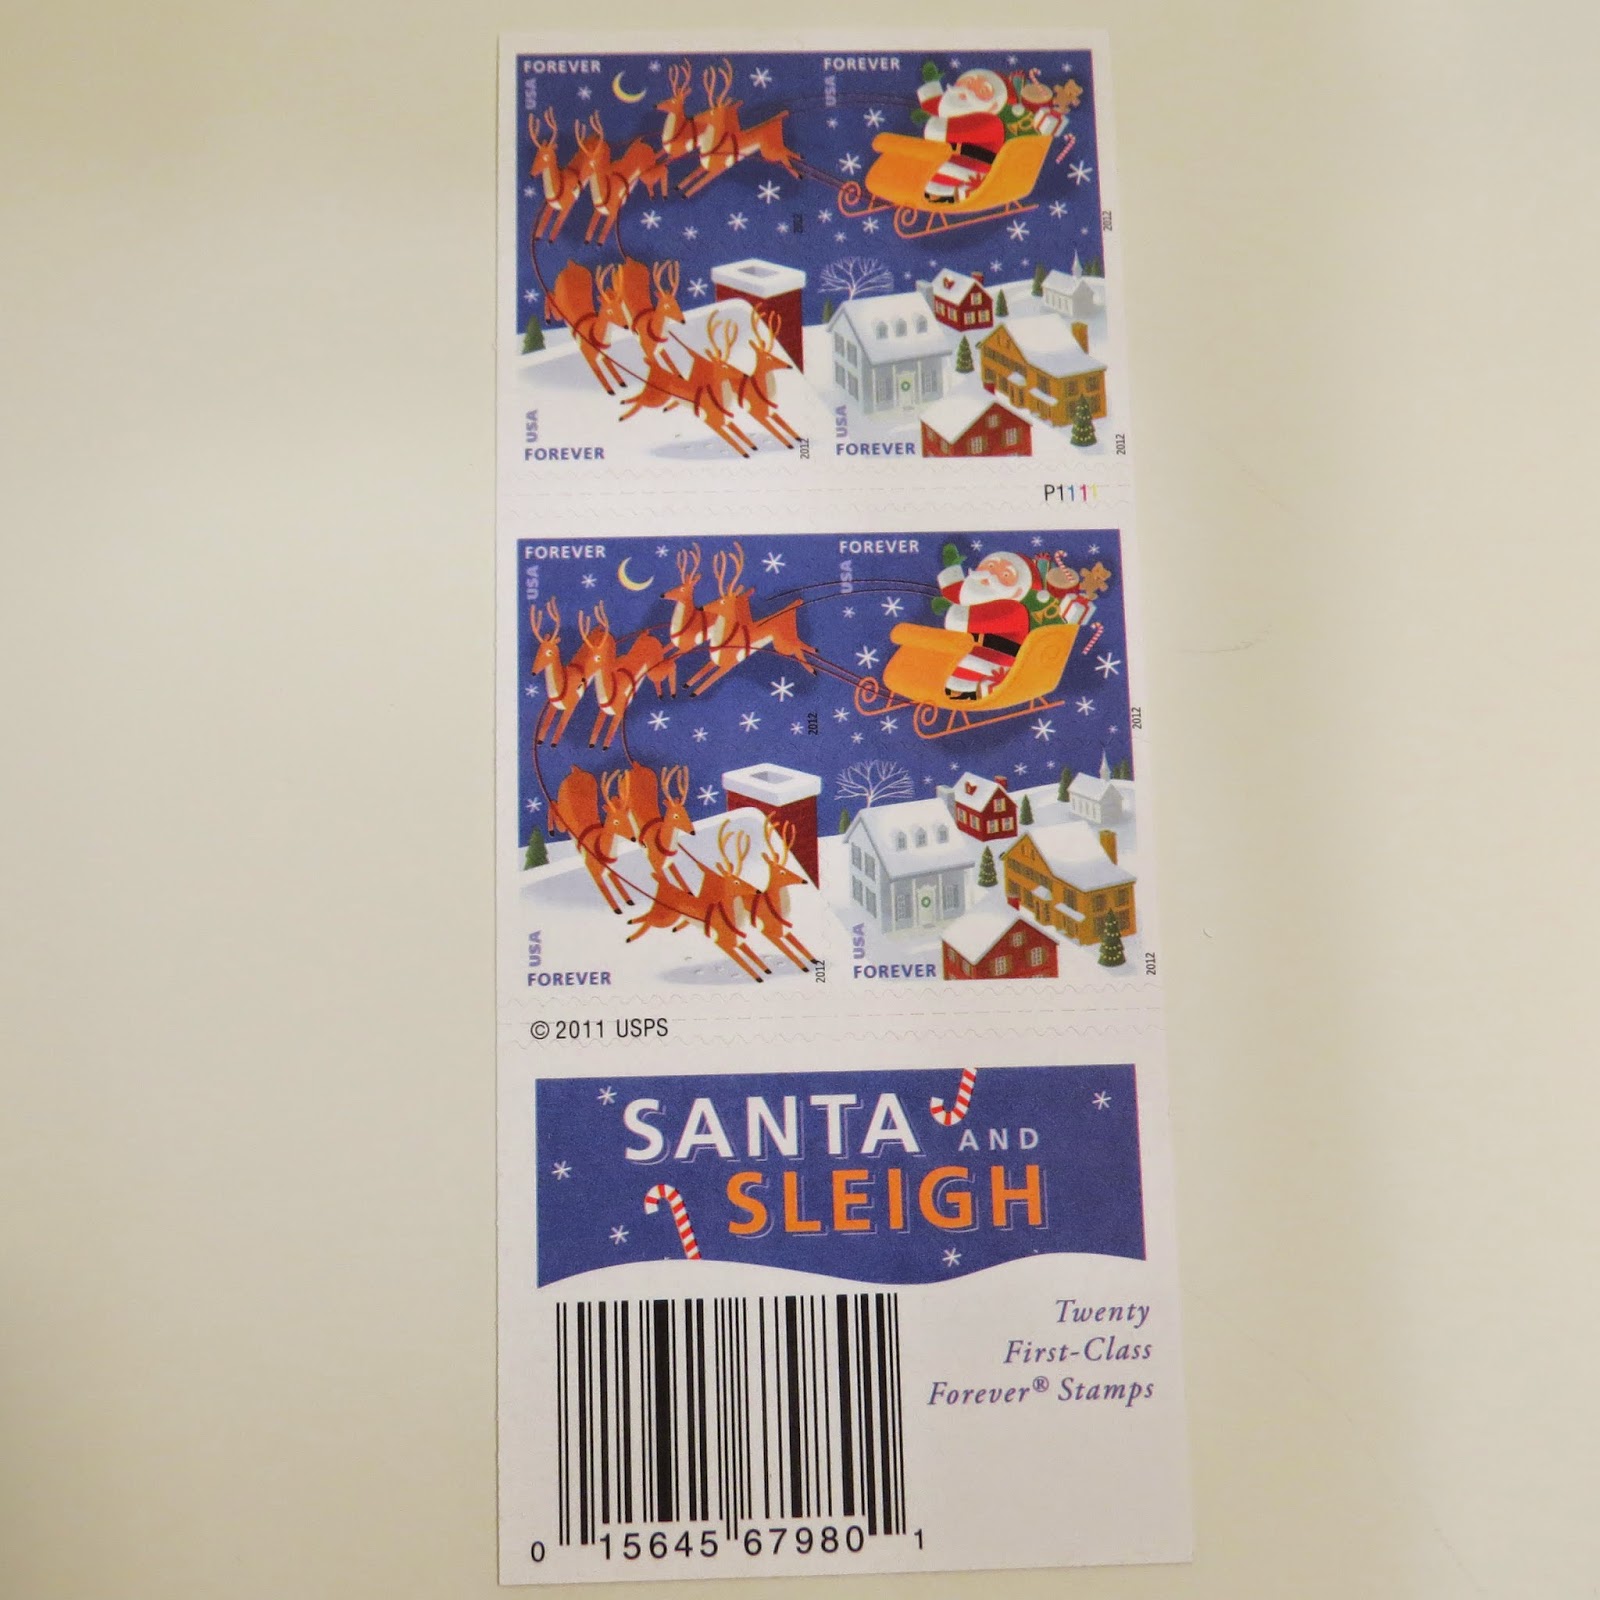 FOREVER FOREVER
USA USA
2012 2012
USA USA
FOREVER FOREVER
2012 2012
P1111
FOREVER FOREVER
USA USA
2012 2012
USA USA
FOREVER FOREVER
2012 2012
© 2011 USPS
SANTA AND
SLEIGH
Twenty
First-Class
Forever® Stamps
0 15645 67980 1